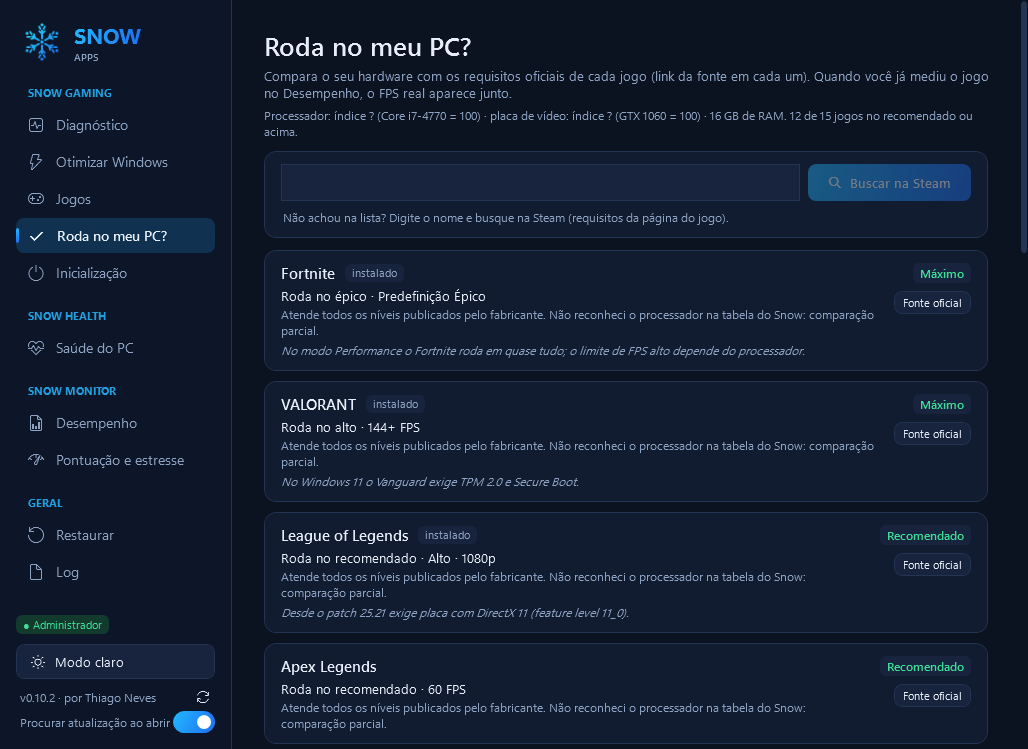 SNOW
APPS
SNOW GAMING
Diagnóstico
Otimizar Windows
Jogos
Roda no meu PC?
Inicialização
SNOW HEALTH
Saúde do PC
SNOW MONITOR
Desempenho
Pontuação e estresse
GERAL
Restaurar
Log
Administrador
Modo claro
v0.10.2 · por Thiago Neves
Procurar atualização ao abrir
Roda no meu PC?
Compara o seu hardware com os requisitos oficiais de cada jogo (link da fonte em cada um). Quando você já mediu o jogo
no Desempenho, o FPS real aparece junto.
Processador: índice ? (Core i7-4770 = 100) · placa de vídeo: índice ? (GTX 1060 = 100) · 16 GB de RAM. 12 de 15 jogos no recomendado ou
acima.
Buscar na Steam
Não achou na lista? Digite o nome e busque na Steam (requisitos da página do jogo).
Fortnite instalado Máximo
Roda no épico · Predefinição Épico
Fonte oficial
Atende todos os níveis publicados pelo fabricante. Não reconheci o processador na tabela do Snow: comparação
parcial.
No modo Performance o Fortnite roda em quase tudo; o limite de FPS alto depende do processador.
VALORANT instalado Máximo
Roda no alto · 144+ FPS
Fonte oficial
Atende todos os níveis publicados pelo fabricante. Não reconheci o processador na tabela do Snow: comparação
parcial.
No Windows 11 o Vanguard exige TPM 2.0 e Secure Boot.
League of Legends instalado Recomendado
Roda no recomendado · Alto · 1080p
Fonte oficial
Atende todos os níveis publicados pelo fabricante. Não reconheci o processador na tabela do Snow:
comparação parcial.
Desde o patch 25.21 exige placa com DirectX 11 (feature level 11_0).
Apex Legends Recomendado
Roda no recomendado · 60 FPS
Fonte oficial
Atende todos os níveis publicados pelo fabricante. Não reconheci o processador na tabela do Snow:
comparação parcial.